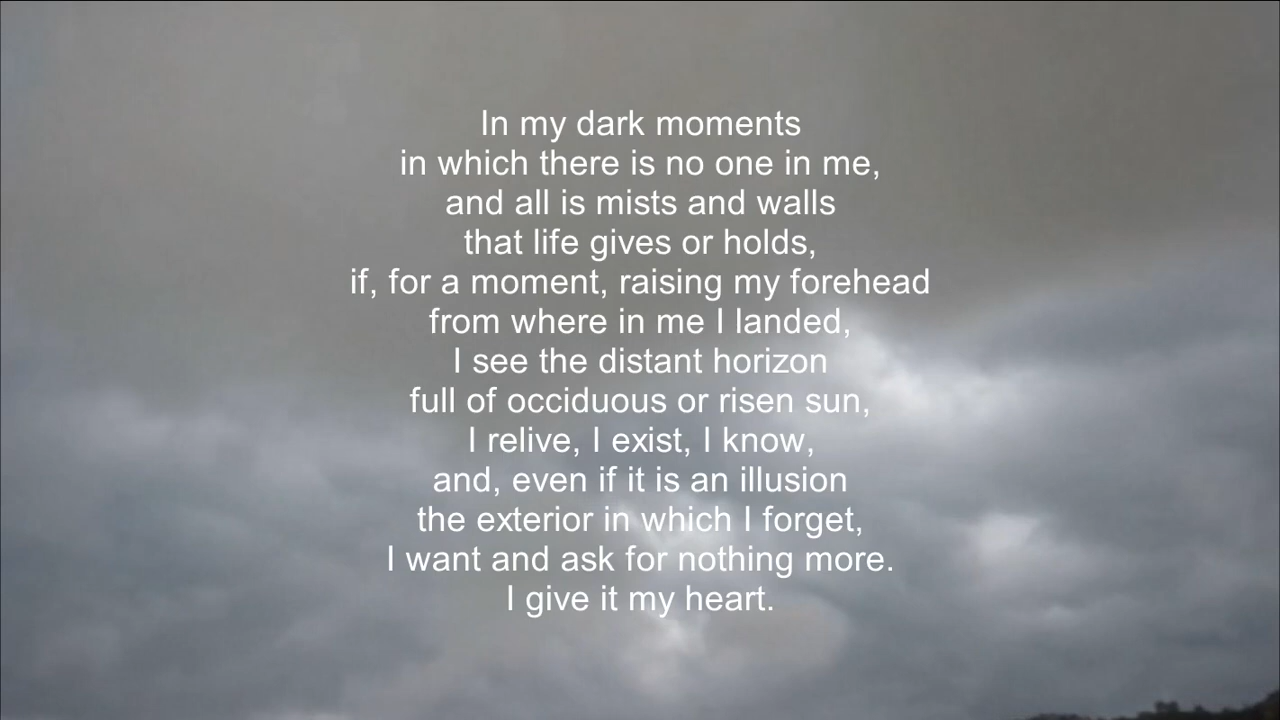 In my dark moments
in which there is no one in me,
and all is mists and walls
that life gives or holds,
if, for a moment, raising my forehead
from where in me I landed,
I see the distant horizon
full of occiduous or risen sun,
I relive, I exist, I know,
and, even if it is an illusion
the exterior in which I forget,
I want and ask for nothing more.
I give it my heart.